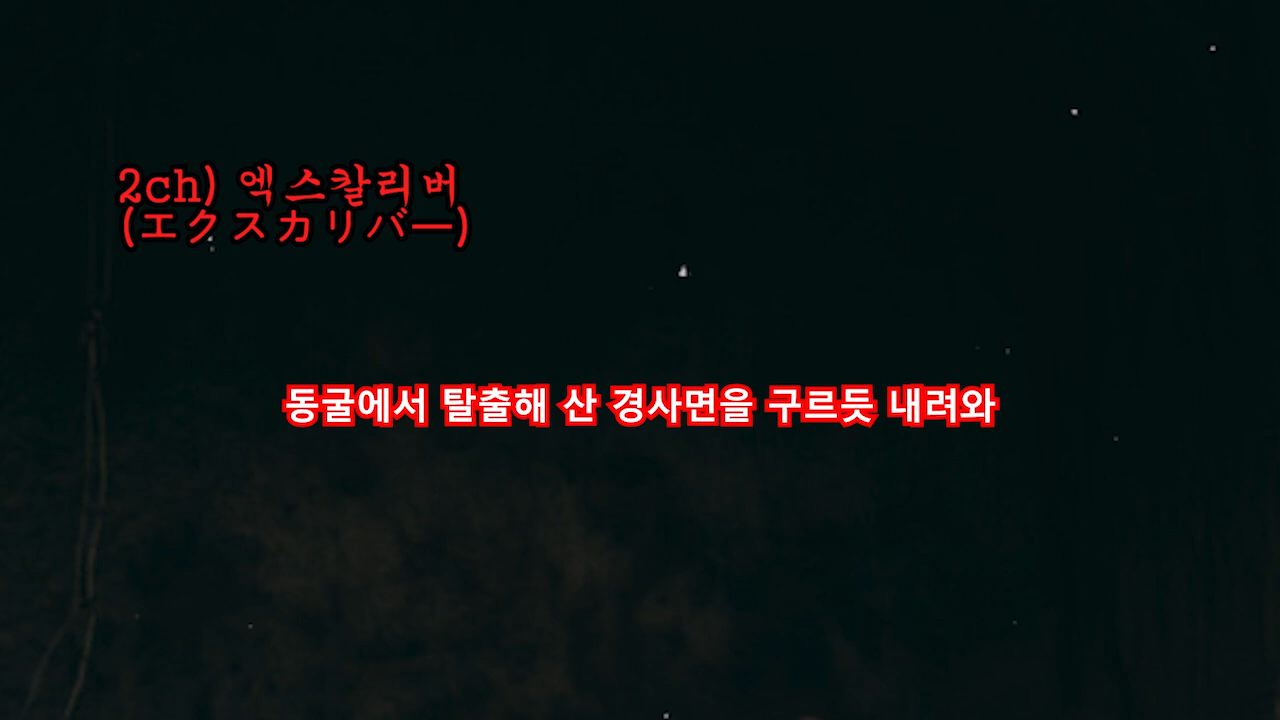 2ch) 엑스칼리버
(エクスカリバー)
동굴에서 탈출해 산 경사면을 구르듯 내려와